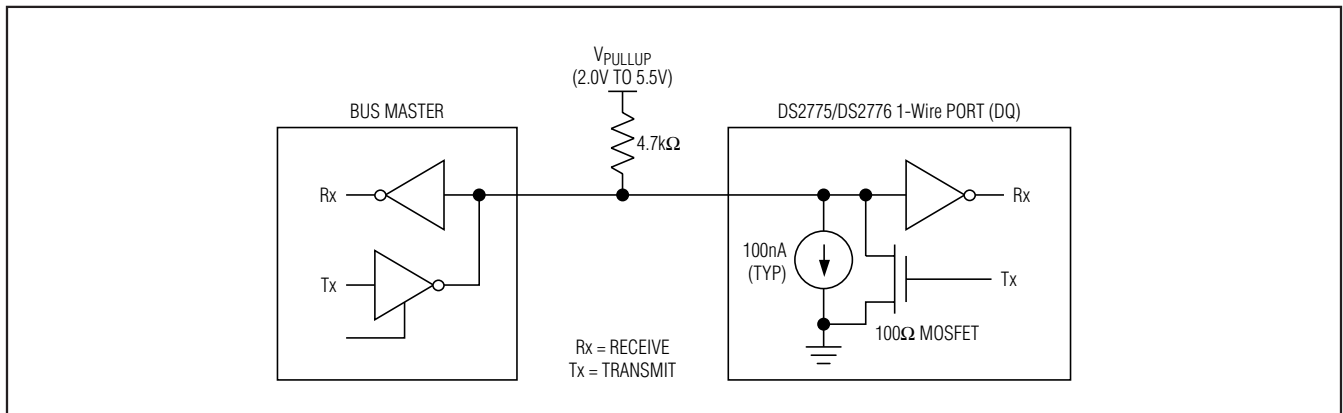 V_PULLUP
(2.0V TO 5.5V)
BUS MASTER
DS2775/DS2776 1-Wire PORT (DQ)
4.7kΩ
Rx
Rx
100nA
(TYP)
Tx
Tx
100Ω MOSFET
Rx = RECEIVE
Tx = TRANSMIT